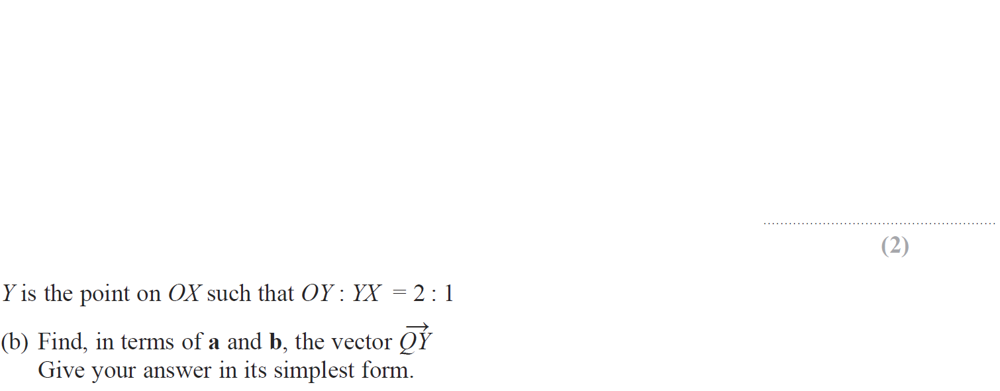 ........................................................
(2)
Y is the point on OX such that OY : YX = 2 : 1
(b) Find, in terms of a and b, the vector \overrightarrow{QY}
Give your answer in its simplest form.